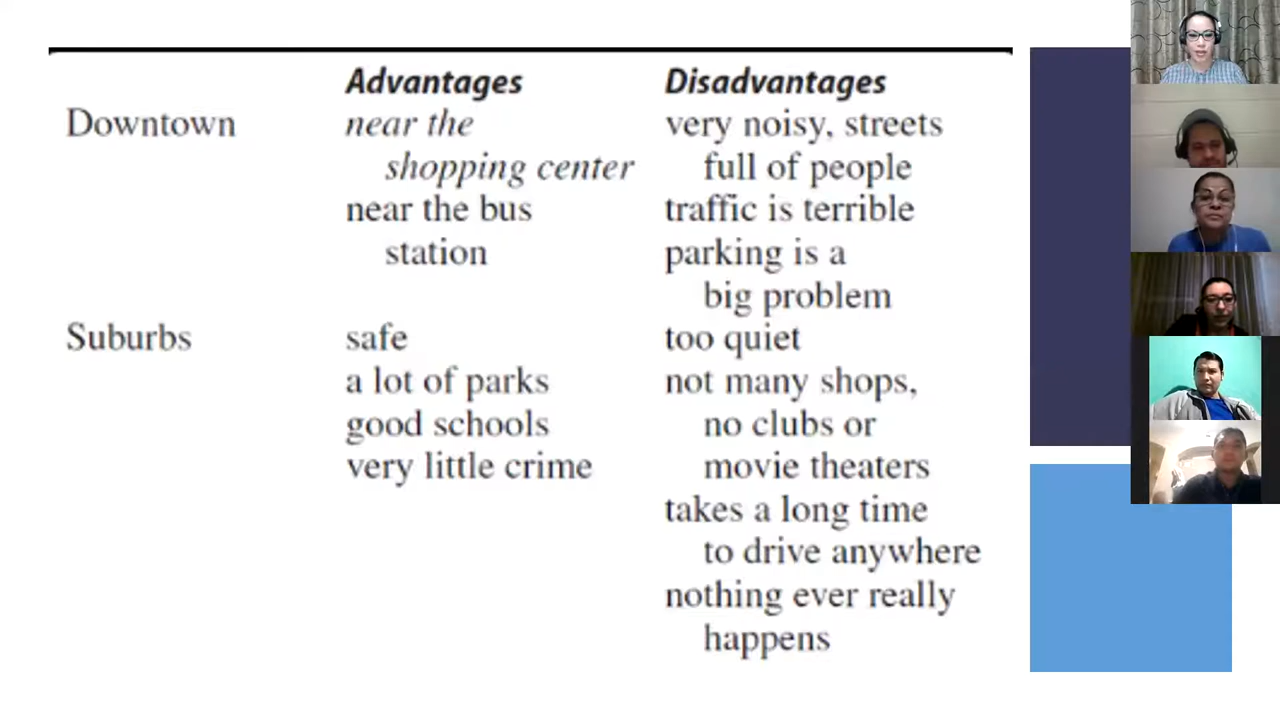 Advantages Disadvantages
Downtown near the very noisy, streets
shopping center full of people
near the bus traffic is terrible
station parking is a
big problem
Suburbs safe too quiet
a lot of parks not many shops,
good schools no clubs or
very little crime movie theaters
takes a long time
to drive anywhere
nothing ever really
happens